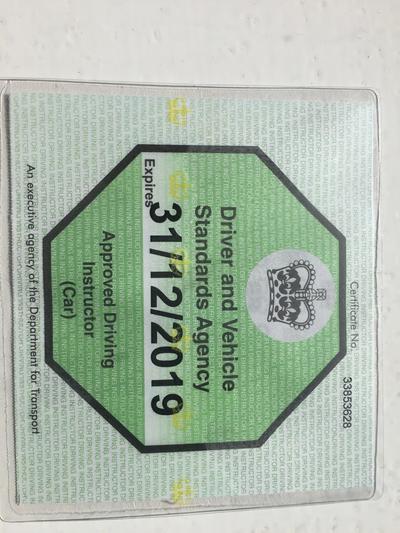 Certificate No. 33853628
Driver and Vehicle
Standards Agency
Expires
31/12/2019
Approved Driving
Instructor
(Car)
An executive agency of the Department for Transport